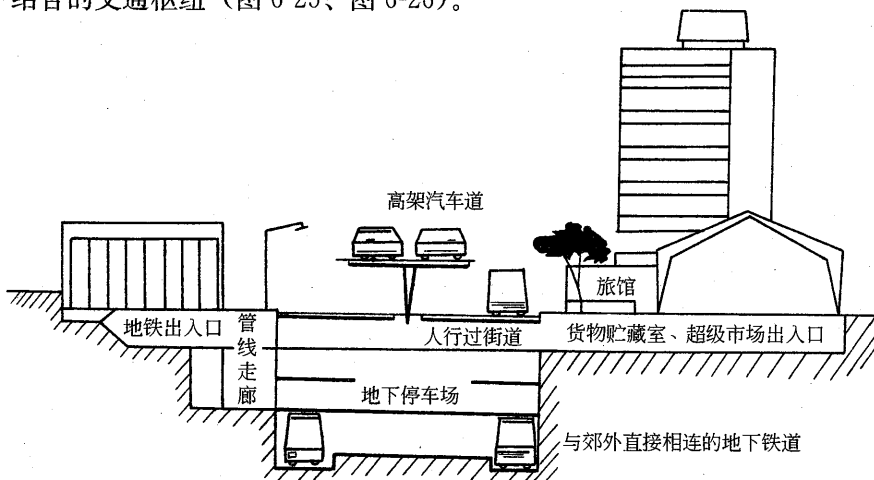 结合的交通枢纽（图 6-25、图 6-26）。
高架汽车道
旅馆
地铁出入口
管线走廊
人行过街道
货物贮藏室、超级市场出入口
地下停车场
与郊外直接相连的地下铁道